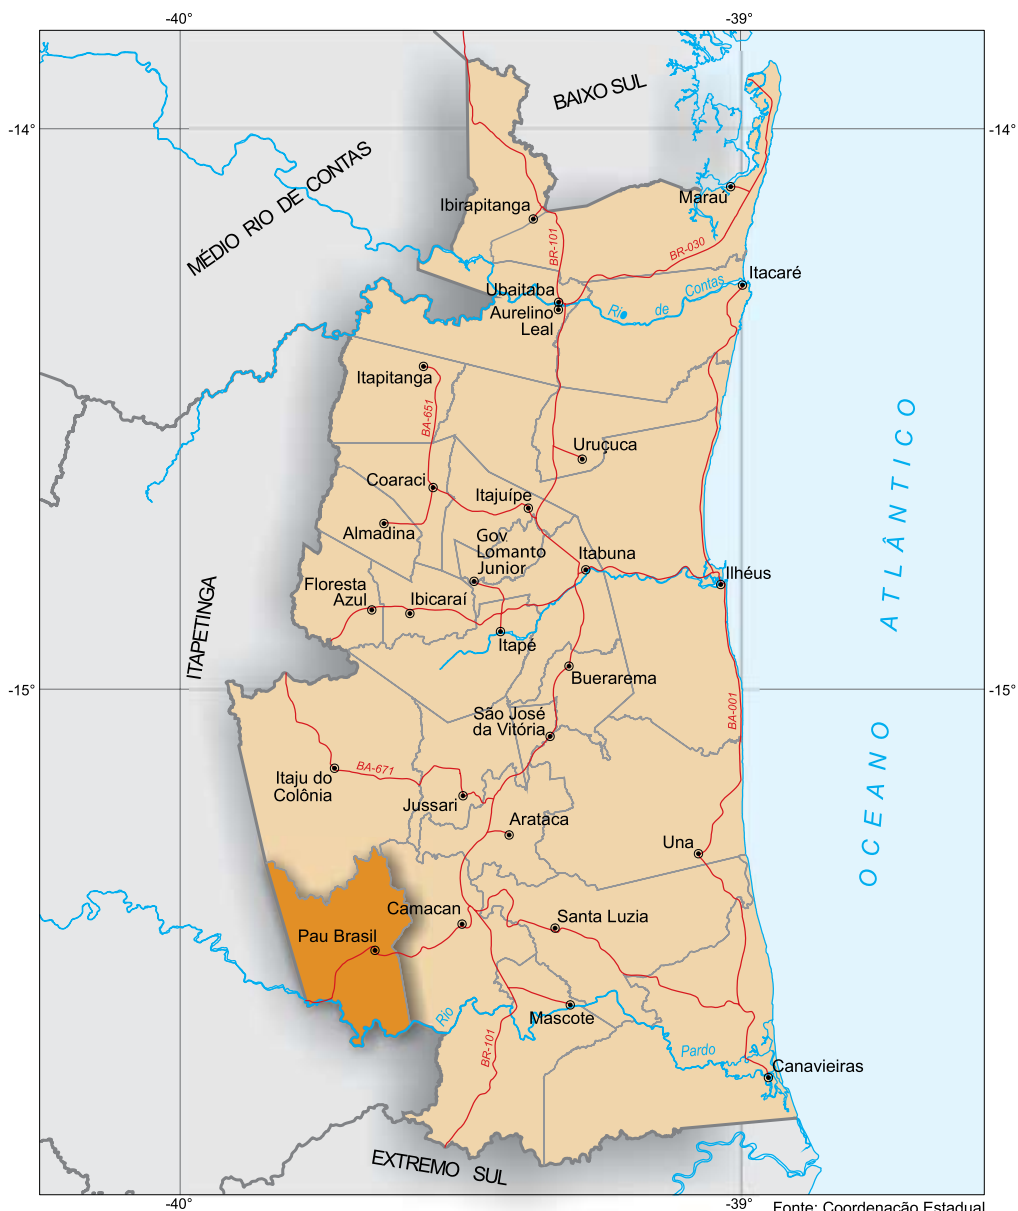 -40°
-39°
BAIXO SUL
-14°
-14°
MÉDIO RIO DE CONTAS
Maraú
Ibirapitanga
BR-101
BR-030
Itacaré
Ubaitaba
Contas
Rio
de
Aurelino
Leal
Itapitanga
BA-651
ATLÂNTICO
Uruçuca
Coaraci
Itajuípe
Almadina
Gov
Lomanto
Junior
Itabuna
Ilhéus
Floresta
Azul
Ibicaraí
ITAPETINGA
Itapé
Buerarema
-15°
-15°
São José
da Vitória
BA-001
OCEANO
BA-671
Itaju do
Colônia
Jussari
Arataca
Una
Camacan
Santa Luzia
Pau Brasil
Rio
Mascote
BR-101
Pardo
Canavieiras
EXTREMO SUL
-40°
-39°
Fonte: Coordenação Estadual